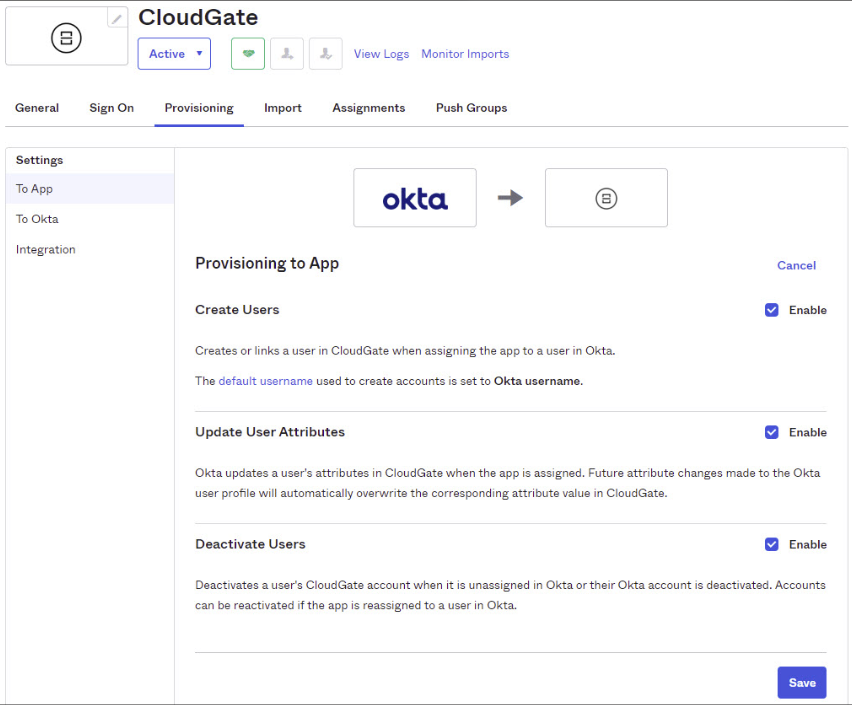 CloudGate
Active
View Logs
Monitor Imports
General
Sign On
Provisioning
Import
Assignments
Push Groups
Settings
To App
To Okta
Integration
okta
Provisioning to App
Cancel
Create Users
Enable
Creates or links a user in CloudGate when assigning the app to a user in Okta.
The default username used to create accounts is set to Okta username.
Update User Attributes
Enable
Okta updates a user's attributes in CloudGate when the app is assigned. Future attribute changes made to the Okta
user profile will automatically overwrite the corresponding attribute value in CloudGate.
Deactivate Users
Enable
Deactivates a user's CloudGate account when it is unassigned in Okta or their Okta account is deactivated. Accounts
can be reactivated if the app is reassigned to a user in Okta.
Save